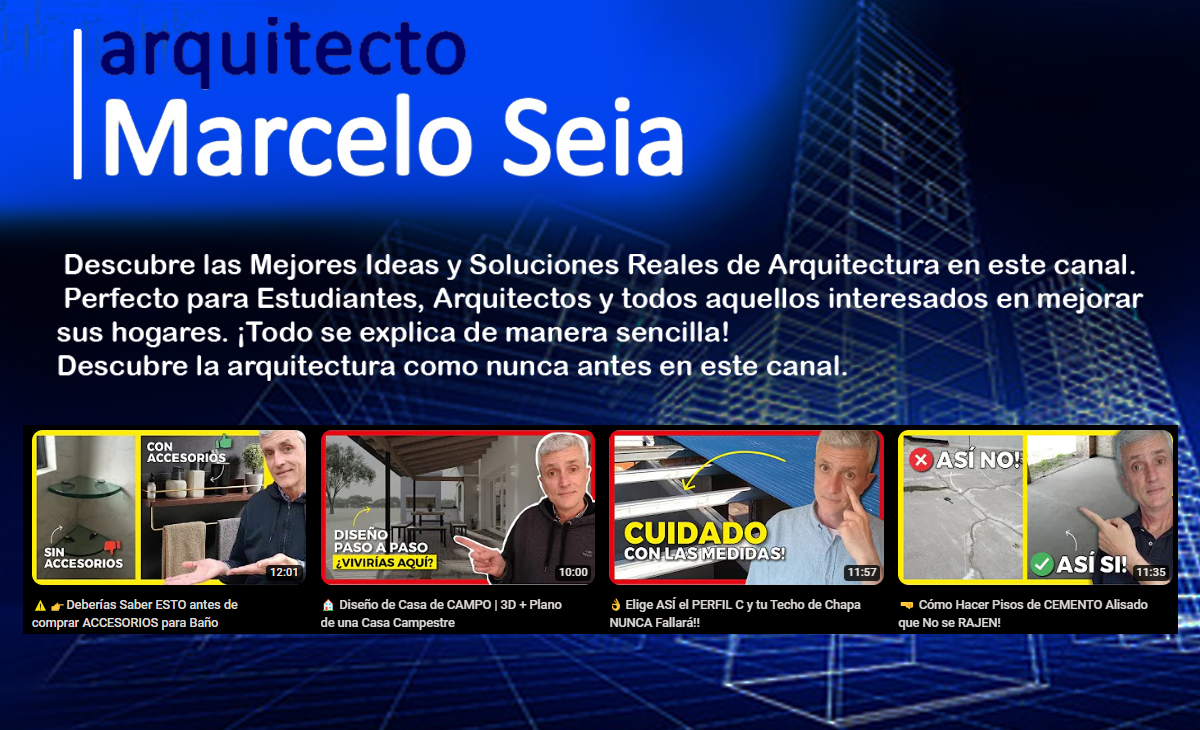 arquitecto
Marcelo Seia
Descubre las Mejores Ideas y Soluciones Reales de Arquitectura en este canal.
Perfecto para Estudiantes, Arquitectos y todos aquellos interesados en mejorar
sus hogares. ¡Todo se explica de manera sencilla!
Descubre la arquitectura como nunca antes en este canal.
CON
ACCESORIOS
SIN
ACCESORIOS
12:01
⚠️ 👉 Deberías Saber ESTO antes de
comprar ACCESORIOS para Baño
DISEÑO
PASO A PASO
¿VIVIRÍAS AQUÍ?
10:00
🏠 Diseño de Casa de CAMPO | 3D + Plano
de una Casa Campestre
CUIDADO
CON LAS MEDIDAS!
11:57
👌 Elige ASÍ el PERFIL C y tu Techo de Chapa
NUNCA Fallará!!
❌ ASÍ NO!
✅ ASÍ SI!
11:35
🤜 Cómo Hacer Pisos de CEMENTO Alisado
que No se RAJEN!